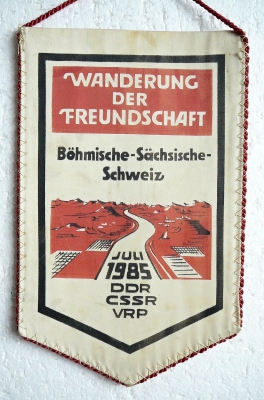 WANDERUNG
DER
FREUNDSCHAFT
Böhmische-Sächsische-
Schweiz
JULI
1985
DDR
CSSR
VRP